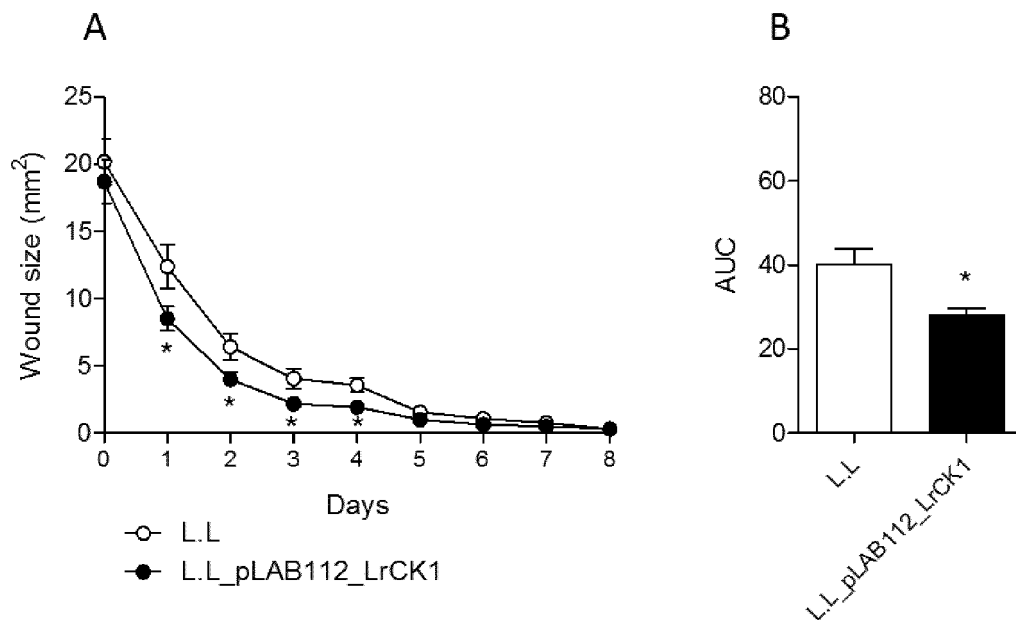 A
B
Wound size (mm²)
25
20
15
10
5
0
*
*
*
*
0 1 2 3 4 5 6 7 8
Days
L.L
L.L_pLAB112_LrCK1
AUC
80
60
40
20
0
*
L.L
L.L_pLAB112_LrCK1